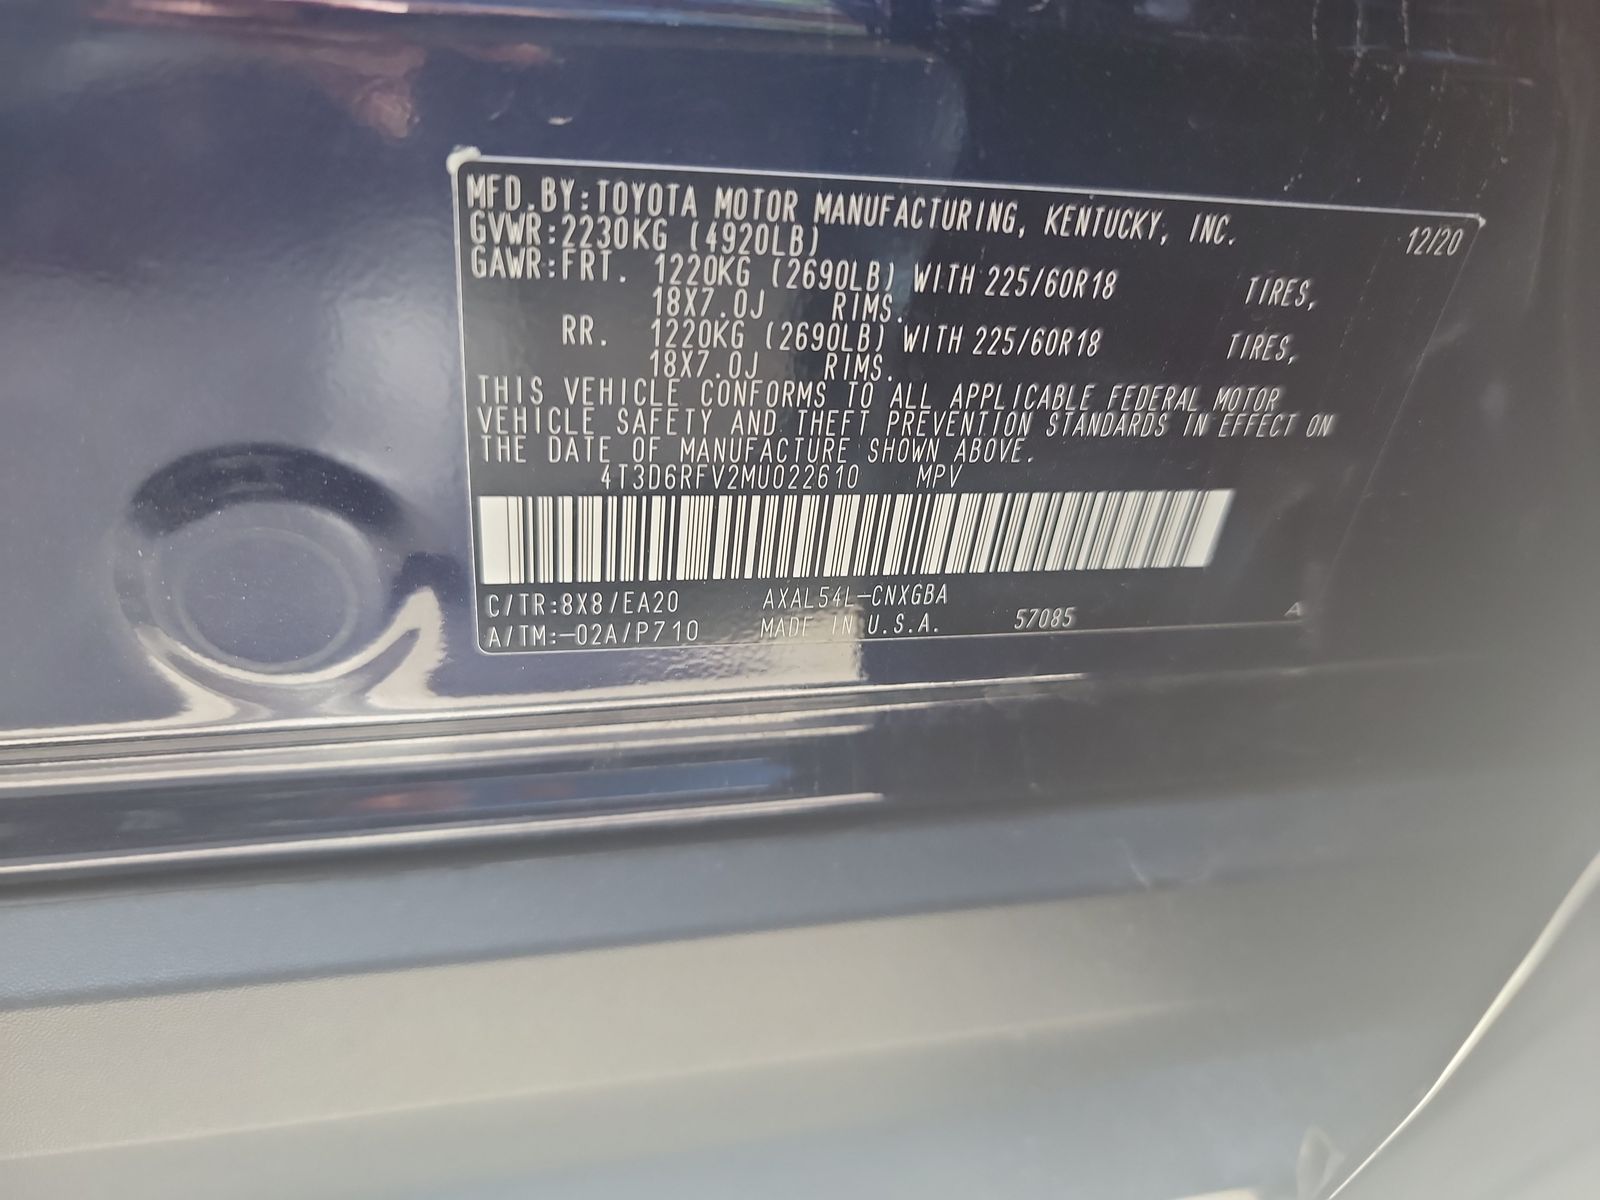 MFD.BY:TOYOTA MOTOR MANUFACTURING, KENTUCKY, INC.
GVWR:2230KG (4920LB) 12/20
GAWR:FRT. 1220KG (2690LB) WITH 225/60R18 TIRES,
18X7.0J RIMS.
RR. 1220KG (2690LB) WITH 225/60R18 TIRES,
18X7.0J RIMS.
THIS VEHICLE CONFORMS TO ALL APPLICABLE FEDERAL MOTOR
VEHICLE SAFETY AND THEFT PREVENTION STANDARDS IN EFFECT ON
THE DATE OF MANUFACTURE SHOWN ABOVE.
4T3D6RFV2MU022610 MPV
C/TR:8X8/EA20 AXAL54L-CNXGBA
A/TM:-02A/P710 MADE IN U.S.A. 57085 A